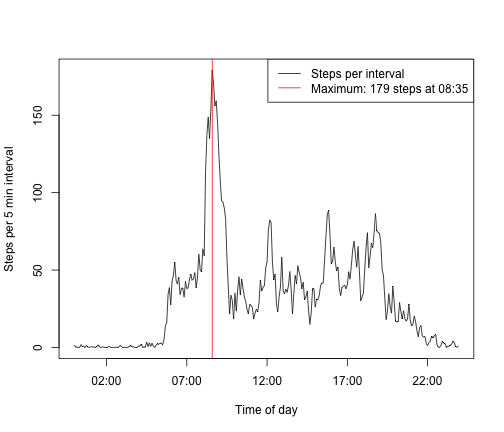 Steps per interval
Maximum: 179 steps at 08:35
Steps per 5 min interval
150
100
50
0
02:00 07:00 12:00 17:00 22:00
Time of day